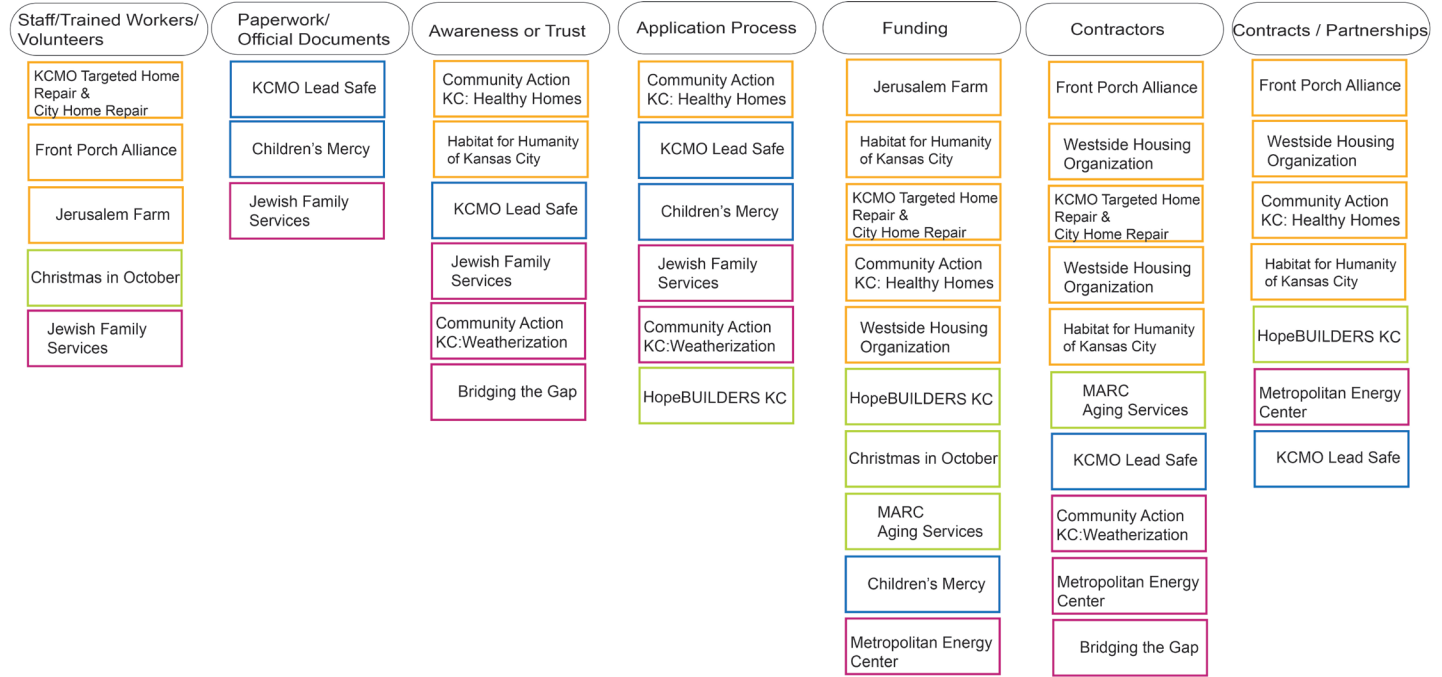 Staff/Trained Workers/
Volunteers
KCMO Targeted Home
Repair &
City Home Repair
Front Porch Alliance
Jerusalem Farm
Christmas in October
Jewish Family
Services
Paperwork/
Official Documents
KCMO Lead Safe
Children's Mercy
Jewish Family
Services
Awareness or Trust
Community Action
KC: Healthy Homes
Habitat for Humanity
of Kansas City
KCMO Lead Safe
Jewish Family
Services
Community Action
KC:Weatherization
Bridging the Gap
Application Process
Community Action
KC: Healthy Homes
KCMO Lead Safe
Children's Mercy
Jewish Family
Services
Community Action
KC:Weatherization
HopeBUILDERS KC
Funding
Jerusalem Farm
Habitat for Humanity
of Kansas City
KCMO Targeted Home
Repair &
City Home Repair
Community Action
KC: Healthy Homes
Westside Housing
Organization
HopeBUILDERS KC
Christmas in October
MARC
Aging Services
Children's Mercy
Metropolitan Energy
Center
Contractors
Front Porch Alliance
Westside Housing
Organization
KCMO Targeted Home
Repair &
City Home Repair
Westside Housing
Organization
Habitat for Humanity
of Kansas City
MARC
Aging Services
KCMO Lead Safe
Community Action
KC:Weatherization
Metropolitan Energy
Center
Bridging the Gap
Contracts / Partnerships
Front Porch Alliance
Westside Housing
Organization
Community Action
KC: Healthy Homes
Habitat for Humanity
of Kansas City
HopeBUILDERS KC
Metropolitan Energy
Center
KCMO Lead Safe